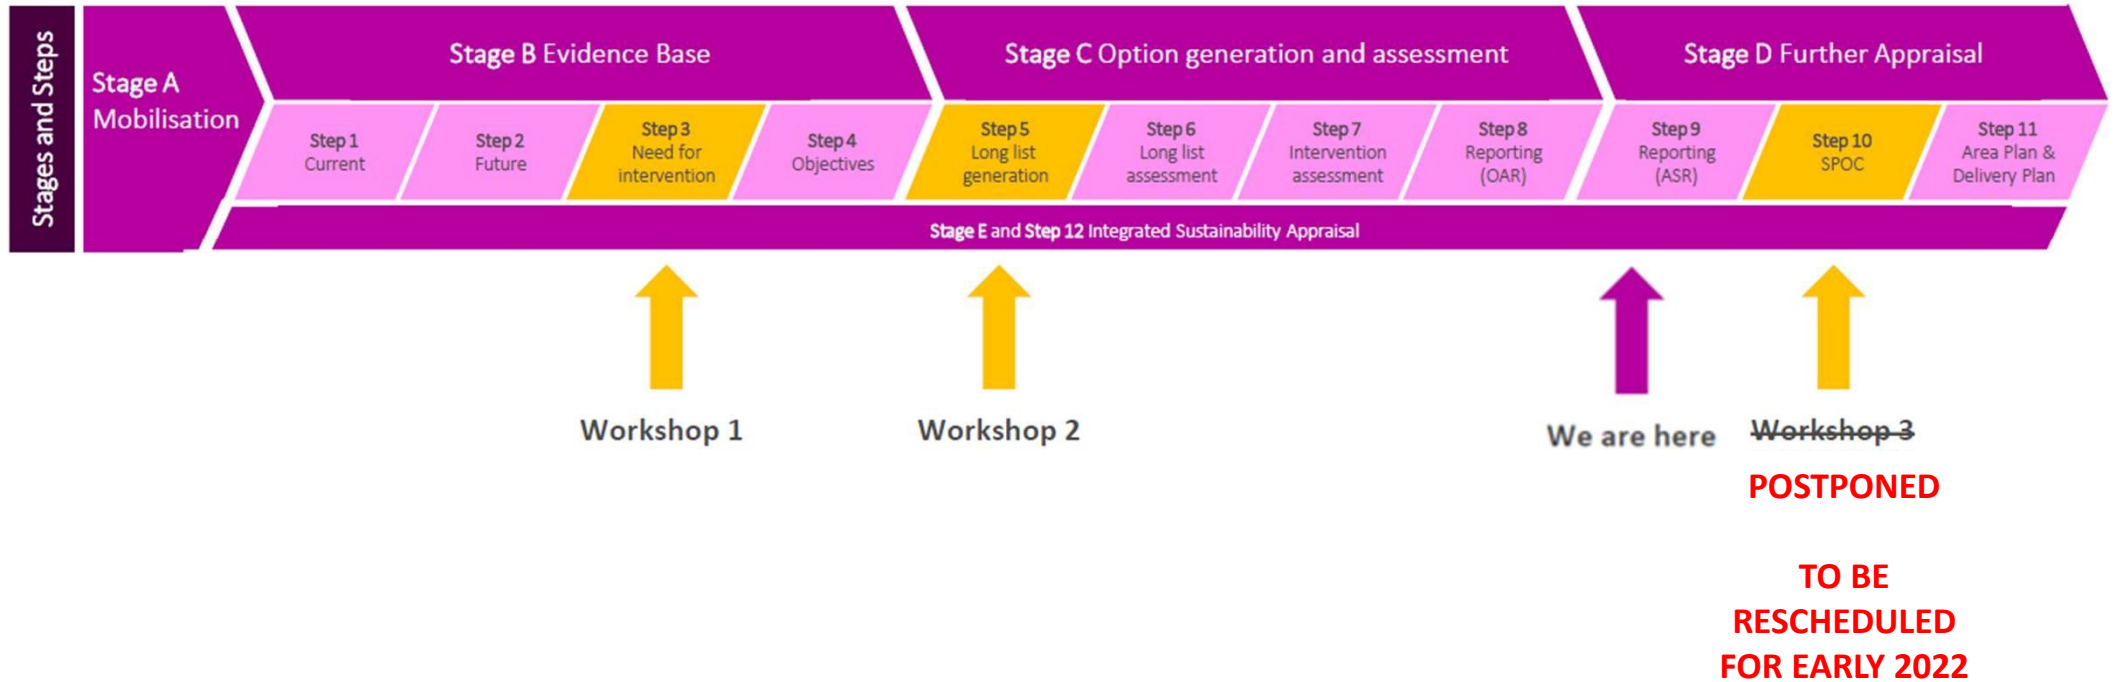 Stages and Steps
Stage A
Mobilisation
Stage B Evidence Base
Stage C Option generation and assessment
Stage D Further Appraisal
Step 1
Current
Step 2
Future
Step 3
Need for
intervention
Step 4
Objectives
Step 5
Long list
generation
Step 6
Long list
assessment
Step 7
Intervention
assessment
Step 8
Reporting
(OAR)
Step 9
Reporting
(ASR)
Step 10
SPOC
Step 11
Area Plan &
Delivery Plan
Stage E and Step 12 Integrated Sustainability Appraisal
Workshop 1
Workshop 2
We are here
Workshop 3
POSTPONED
TO BE
RESCHEDULED
FOR EARLY 2022